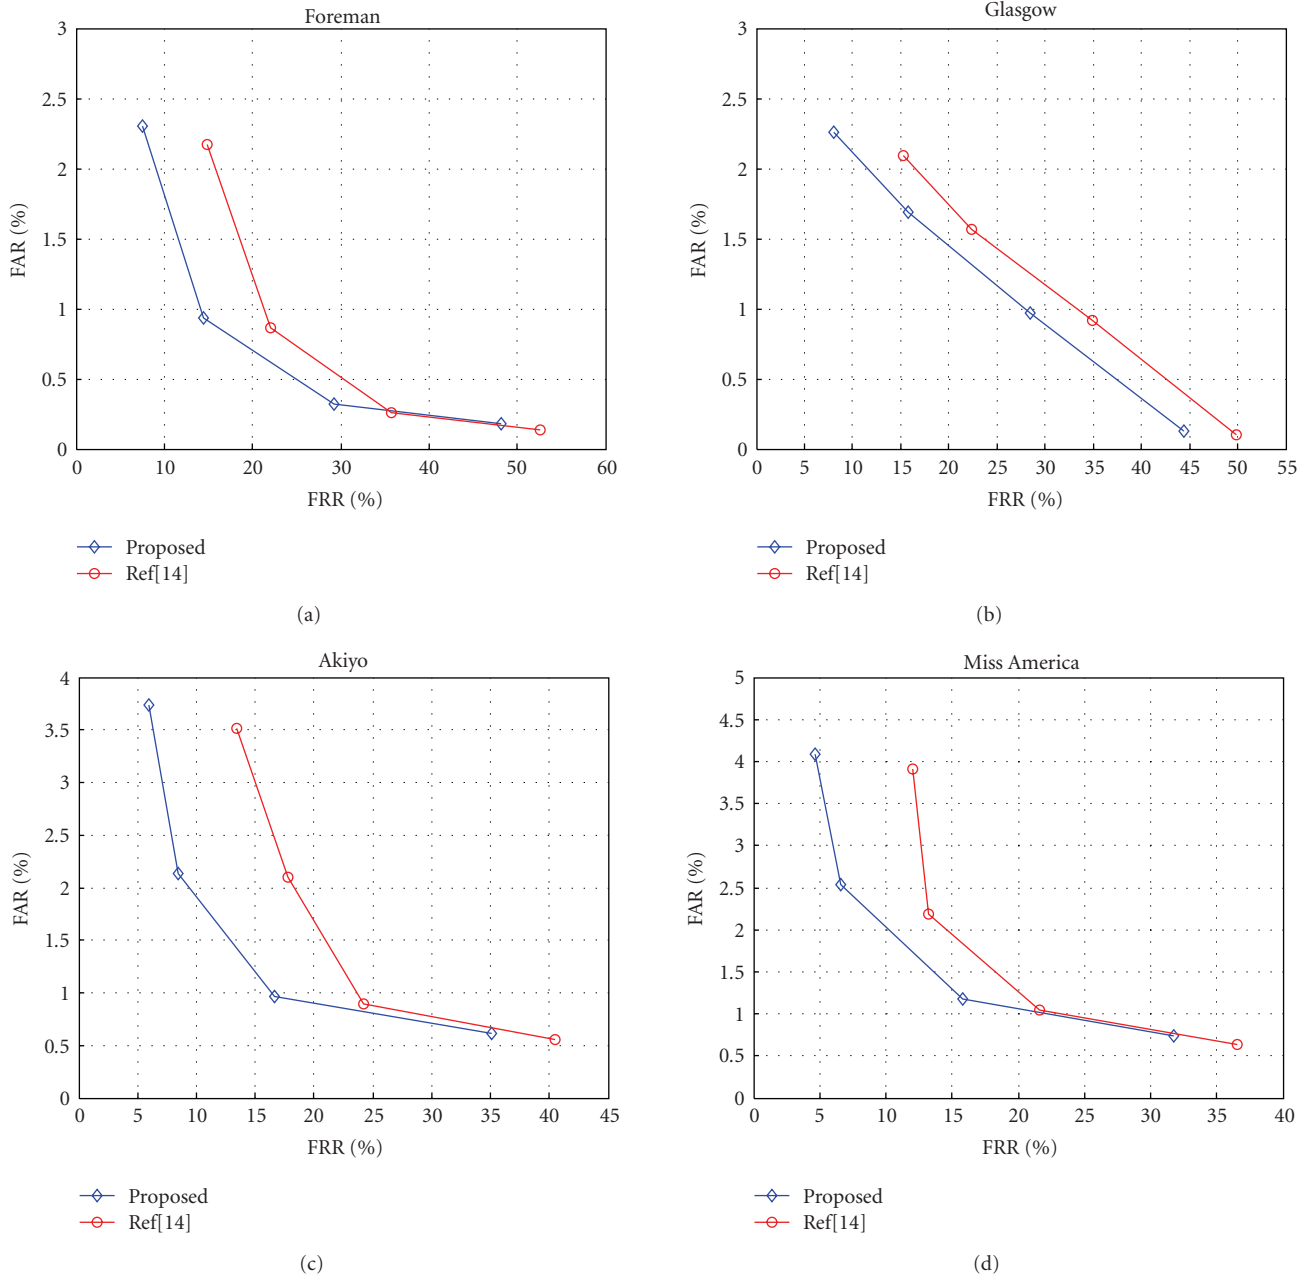 Foreman
3
2.5
2
1.5
1
0.5
0
FAR (%)
0 10 20 30 40 50 60
FRR (%)
Proposed
Ref[14]
(a)
Glasgow
3
2.5
2
1.5
1
0.5
0
FAR (%)
0 5 10 15 20 25 30 35 40 45 50 55
FRR (%)
Proposed
Ref[14]
(b)
Akiyo
4
3.5
3
2.5
2
1.5
1
0.5
0
FAR (%)
0 5 10 15 20 25 30 35 40 45
FRR (%)
Proposed
Ref[14]
(c)
Miss America
5
4.5
4
3.5
3
2.5
2
1.5
1
0.5
0
FAR (%)
0 5 10 15 20 25 30 35 40
FRR (%)
Proposed
Ref[14]
(d)